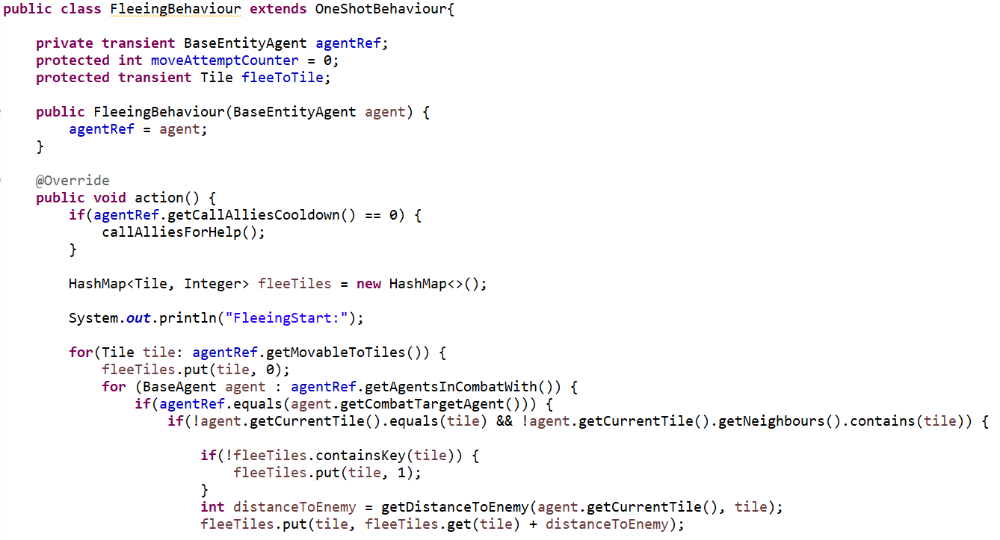 public class FleeingBehaviour extends OneShotBehaviour{
private transient BaseEntityAgent agentRef;
protected int moveAttemptCounter = 0;
protected transient Tile fleeToTile;
public FleeingBehaviour(BaseEntityAgent agent) {
agentRef = agent;
}
@Override
public void action() {
if(agentRef.getCallAlliesCooldown() == 0) {
callAlliesForHelp();
}
HashMap<Tile, Integer> fleeTiles = new HashMap<>();
System.out.println("FleeingStart:");
for(Tile tile: agentRef.getMovableToTiles()) {
fleeTiles.put(tile, 0);
for (BaseAgent agent : agentRef.getAgentsInCombatWith()) {
if(agentRef.equals(agent.getCombatTargetAgent())) {
if(!agent.getCurrentTile().equals(tile) && !agent.getCurrentTile().getNeighbours().contains(tile)) {
if(!fleeTiles.containsKey(tile)) {
fleeTiles.put(tile, 1);
}
int distanceToEnemy = getDistanceToEnemy(agent.getCurrentTile(), tile);
fleeTiles.put(tile, fleeTiles.get(tile) + distanceToEnemy);